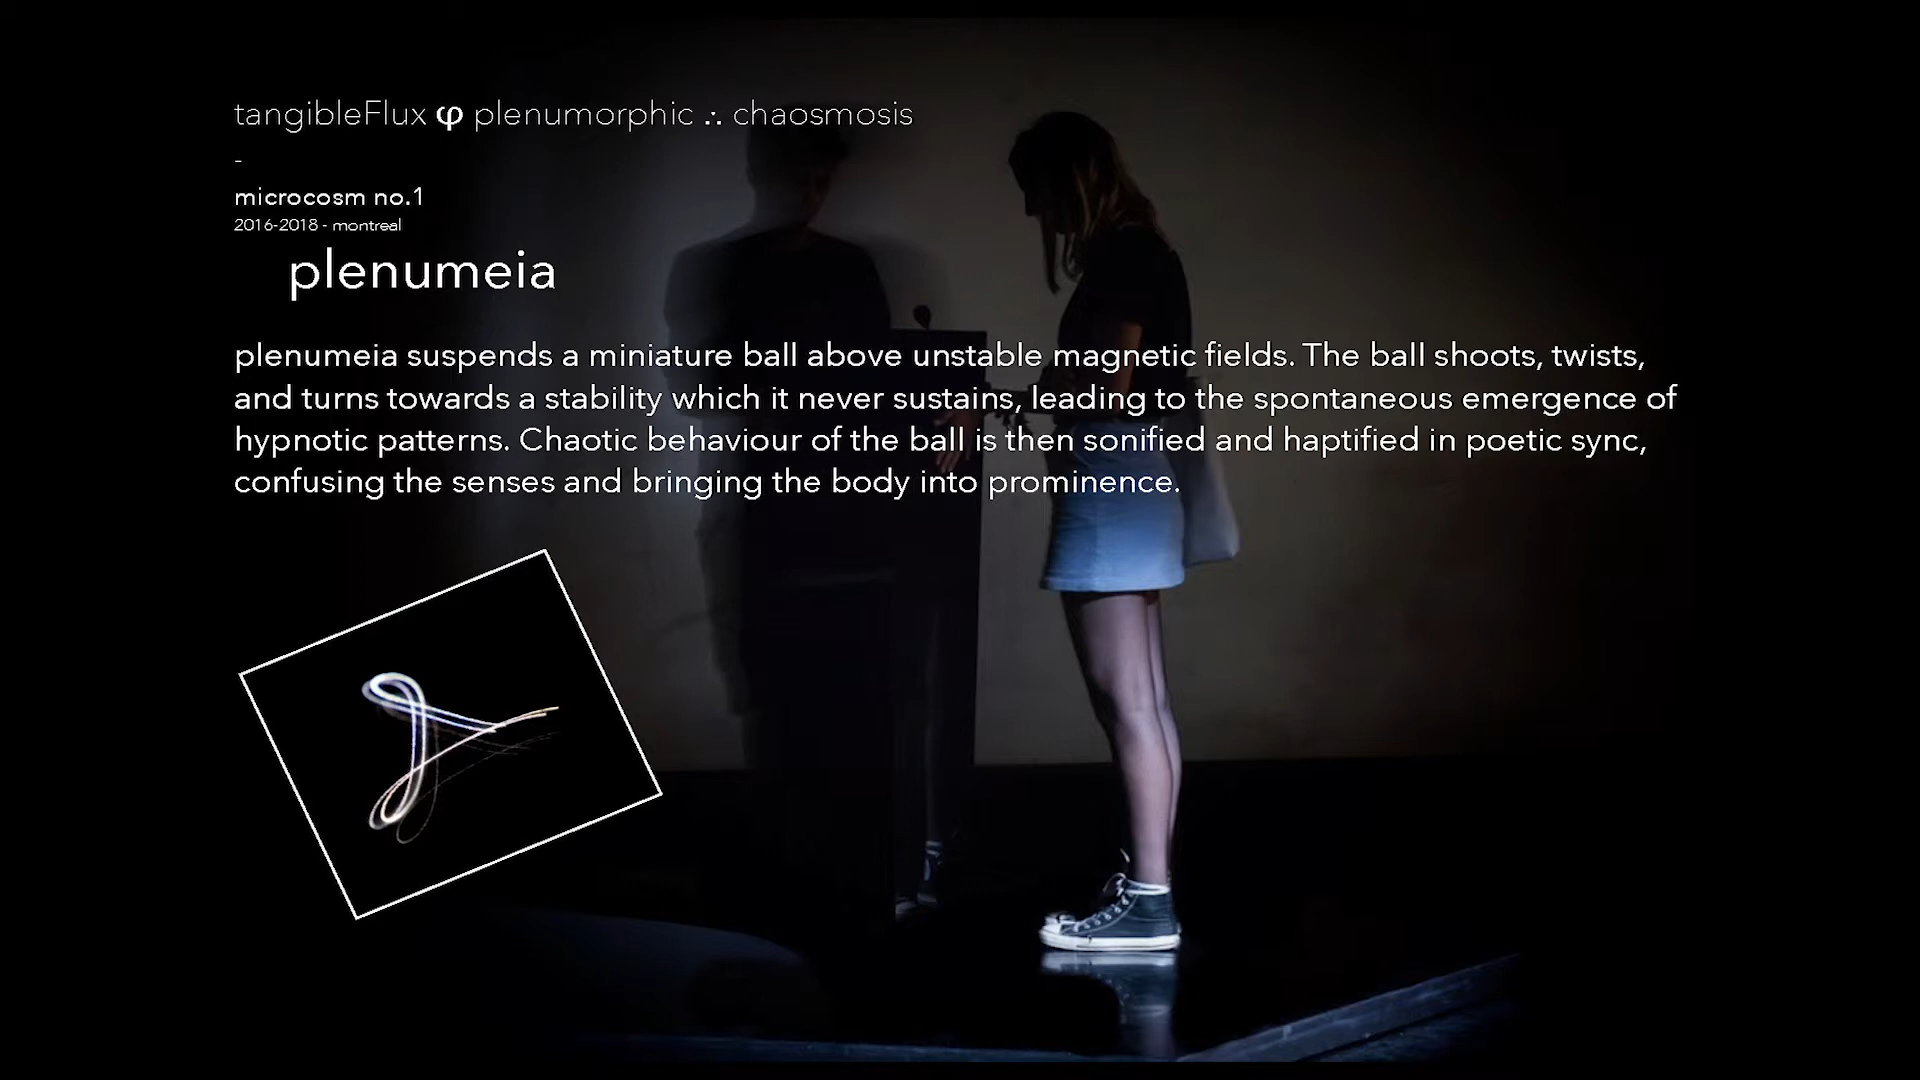 tangibleFlux φ plenumorphic ∴ chaosmosis
-
microcosm no.1
2016-2018 - montreal
plenumeia
plenumeia suspends a miniature ball above unstable magnetic fields. The ball shoots, twists,
and turns towards a stability which it never sustains, leading to the spontaneous emergence of
hypnotic patterns. Chaotic behaviour of the ball is then sonified and haptified in poetic sync,
confusing the senses and bringing the body into prominence.